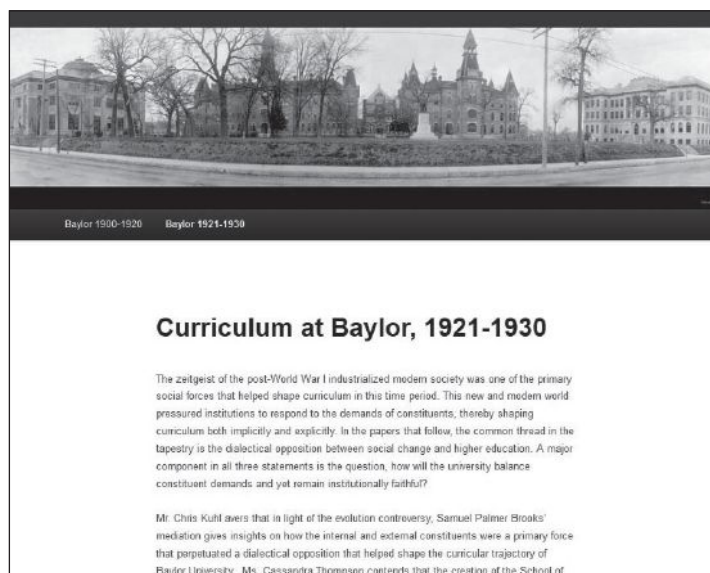 Baylor 1900-1920 Baylor 1921-1930
Curriculum at Baylor, 1921-1930
The zeitgeist of the post-World War I industrialized modern society was one of the primary
social forces that helped shape curriculum in this time period. This new and modern world
pressured institutions to respond to the demands of constituents, thereby shaping
curriculum both implicitly and explicitly. In the papers that follow, the common thread in the
tapestry is the dialectical opposition between social change and higher education. A major
component in all three statements is the question, how will the university balance
constituent demands and yet remain institutionally faithful?
Mr. Chris Kuhl avers that in light of the evolution controversy, Samuel Palmer Brooks'
mediation gives insights on how the internal and external constituents were a primary force
that perpetuated a dialectical opposition that helped shape the curricular trajectory of
Baylor University. Ms. Cassandra Thompson contends that the creation of the School of